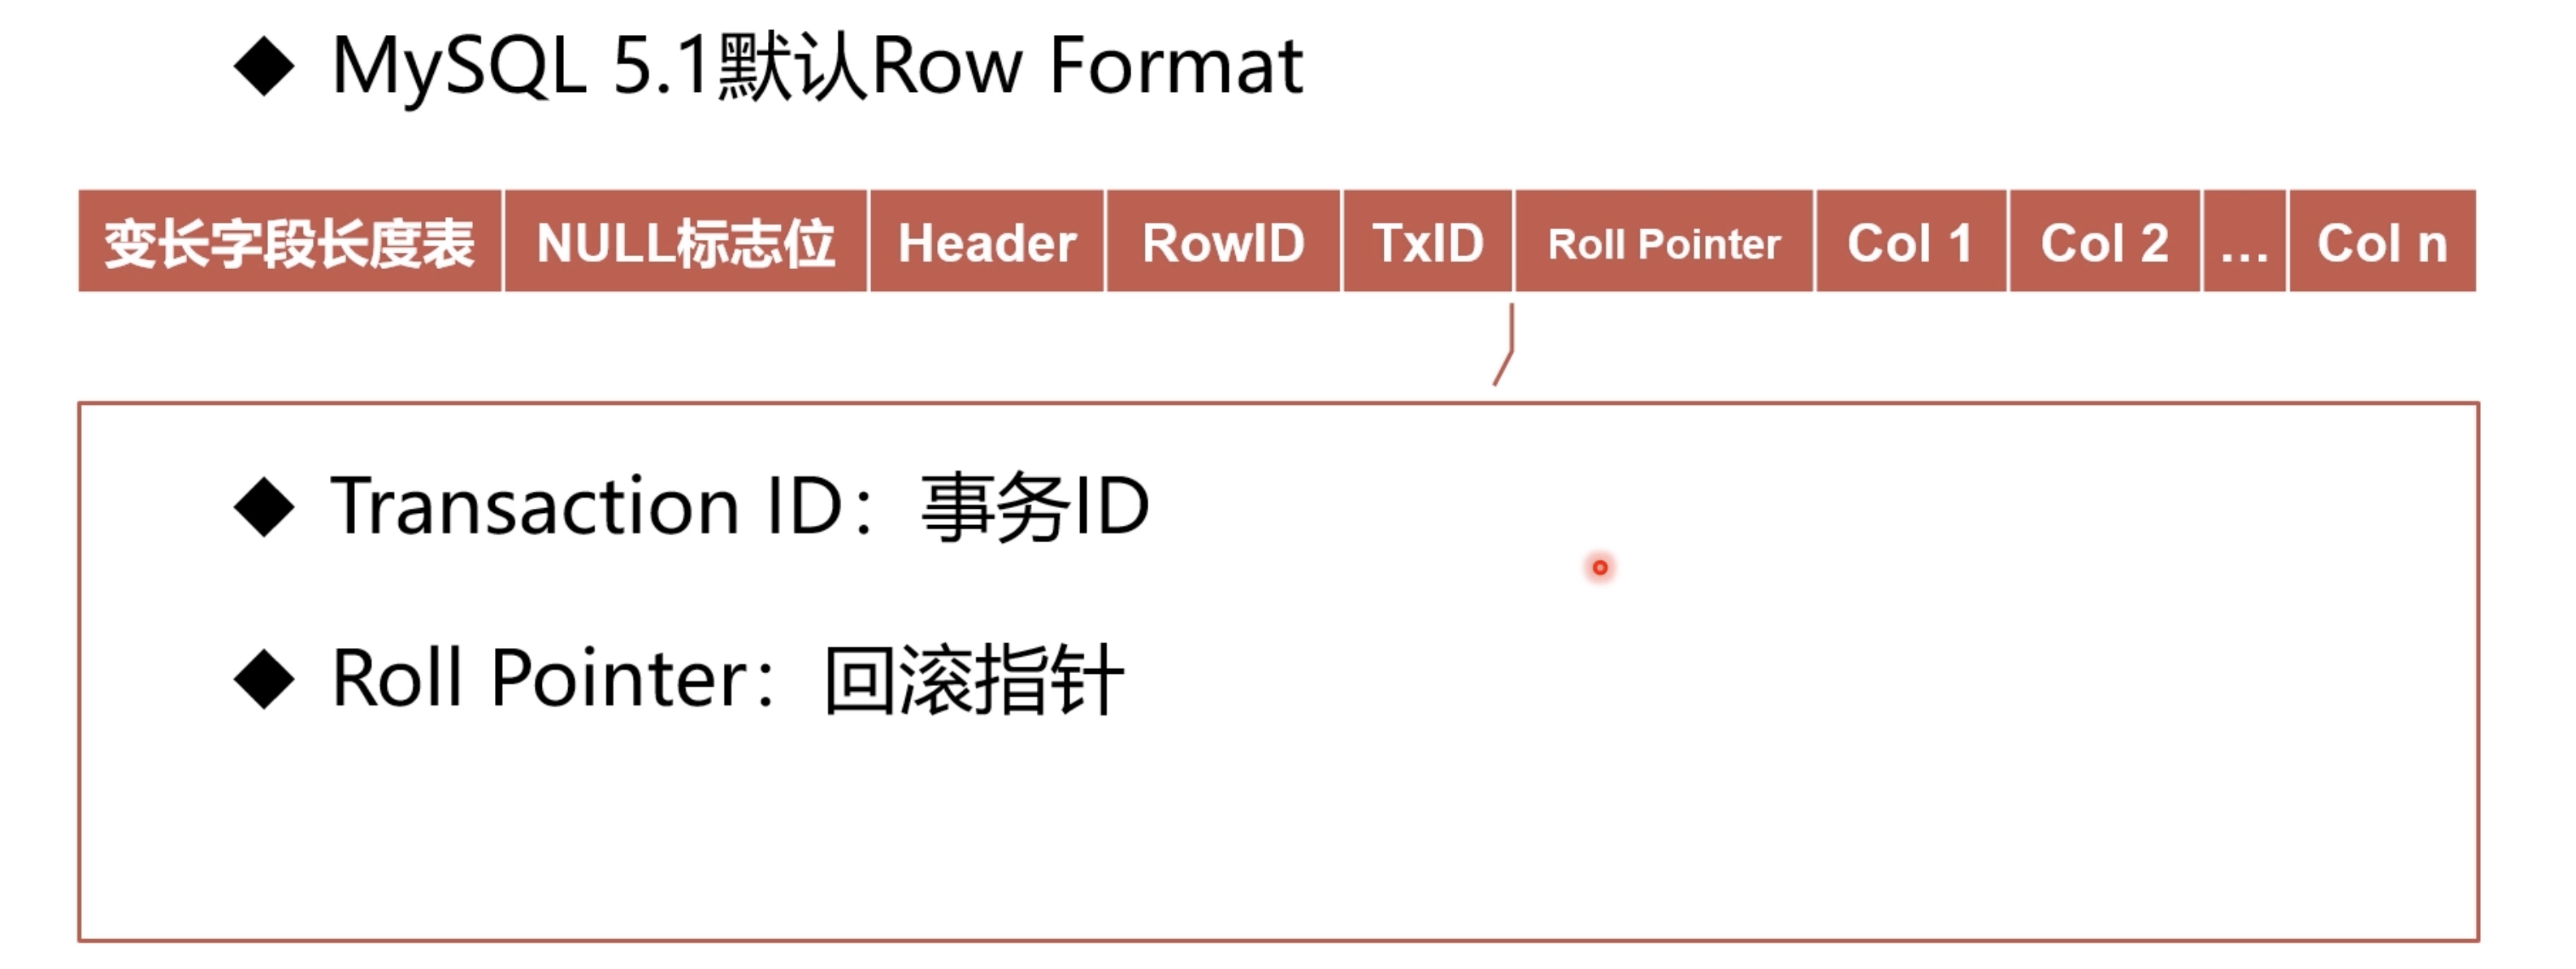 ◆ MySQL 5.1默认Row Format
变长字段长度表 NULL标志位 Header RowID TxID Roll Pointer Col 1 Col 2 ... Col n
◆ Transaction ID：事务ID
◆ Roll Pointer：回滚指针